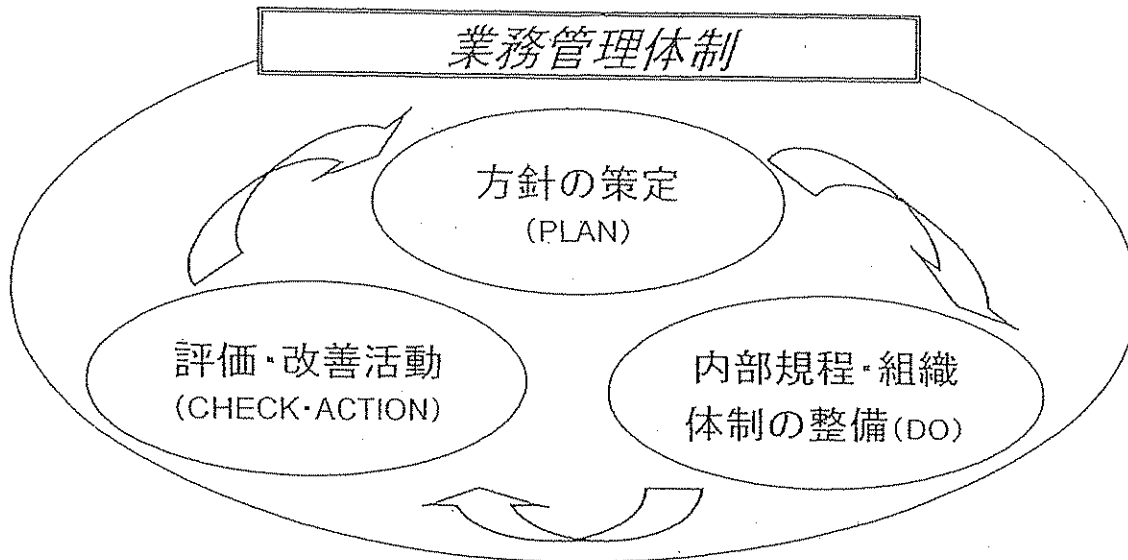 業務管理体制
方針の策定
(PLAN)
評価・改善活動
(CHECK・ACTION)
内部規程・組織
体制の整備(DO)